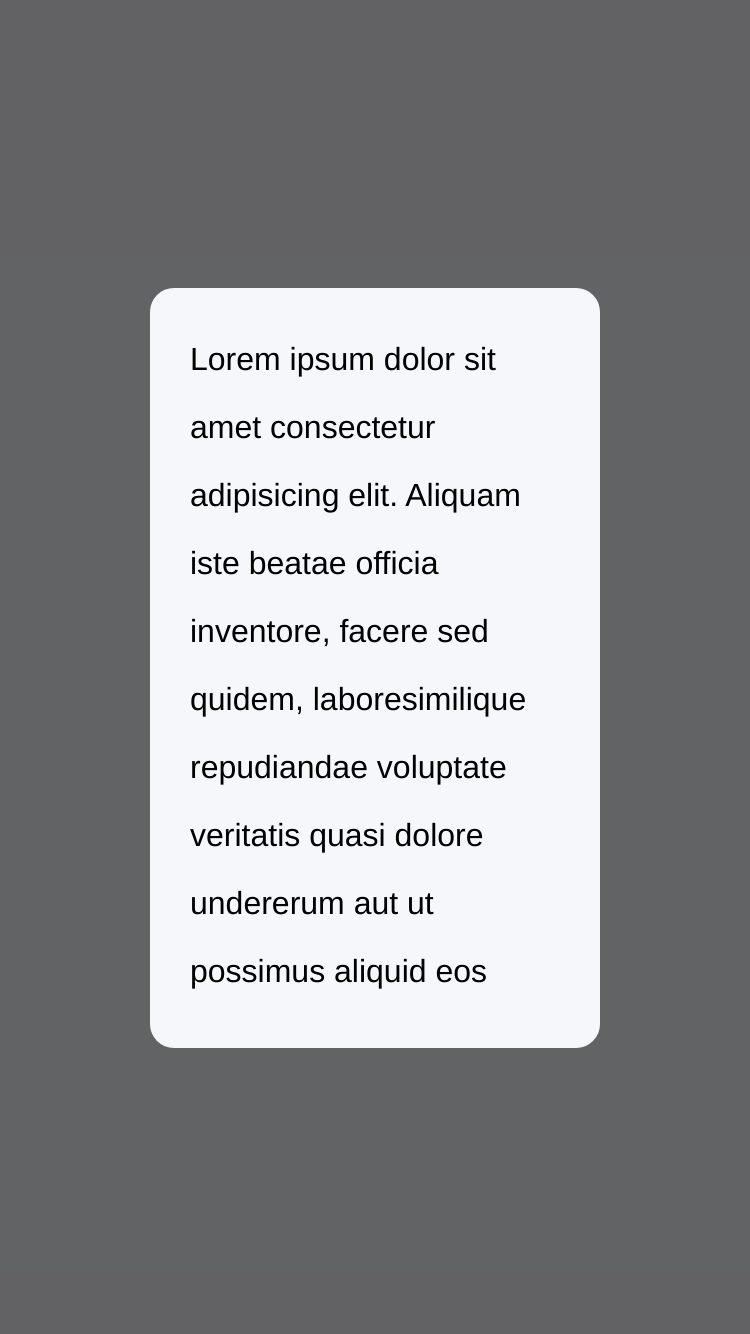 Lorem ipsum dolor sit
amet consectetur
adipisicing elit. Aliquam
iste beatae officia
inventore, facere sed
quidem, laboresimilique
repudiandae voluptate
veritatis quasi dolore
undererum aut ut
possimus aliquid eos